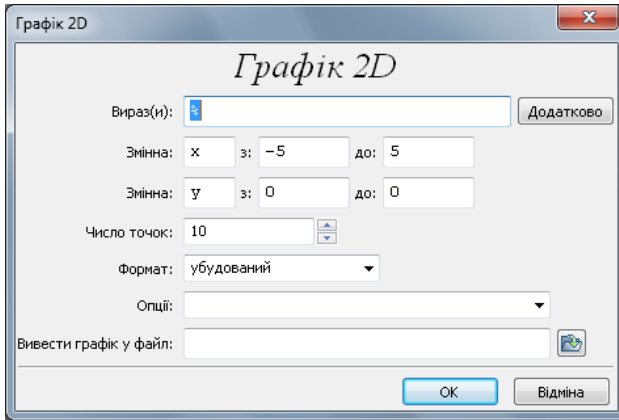 Графік 2D
Графік 2D
Вираз(и): % Додатково
Змінна: x з: -5 до: 5
Змінна: y з: 0 до: 0
Число точок: 10
Формат: убудований
Опції:
Вивести графік у файл:
OK Відміна